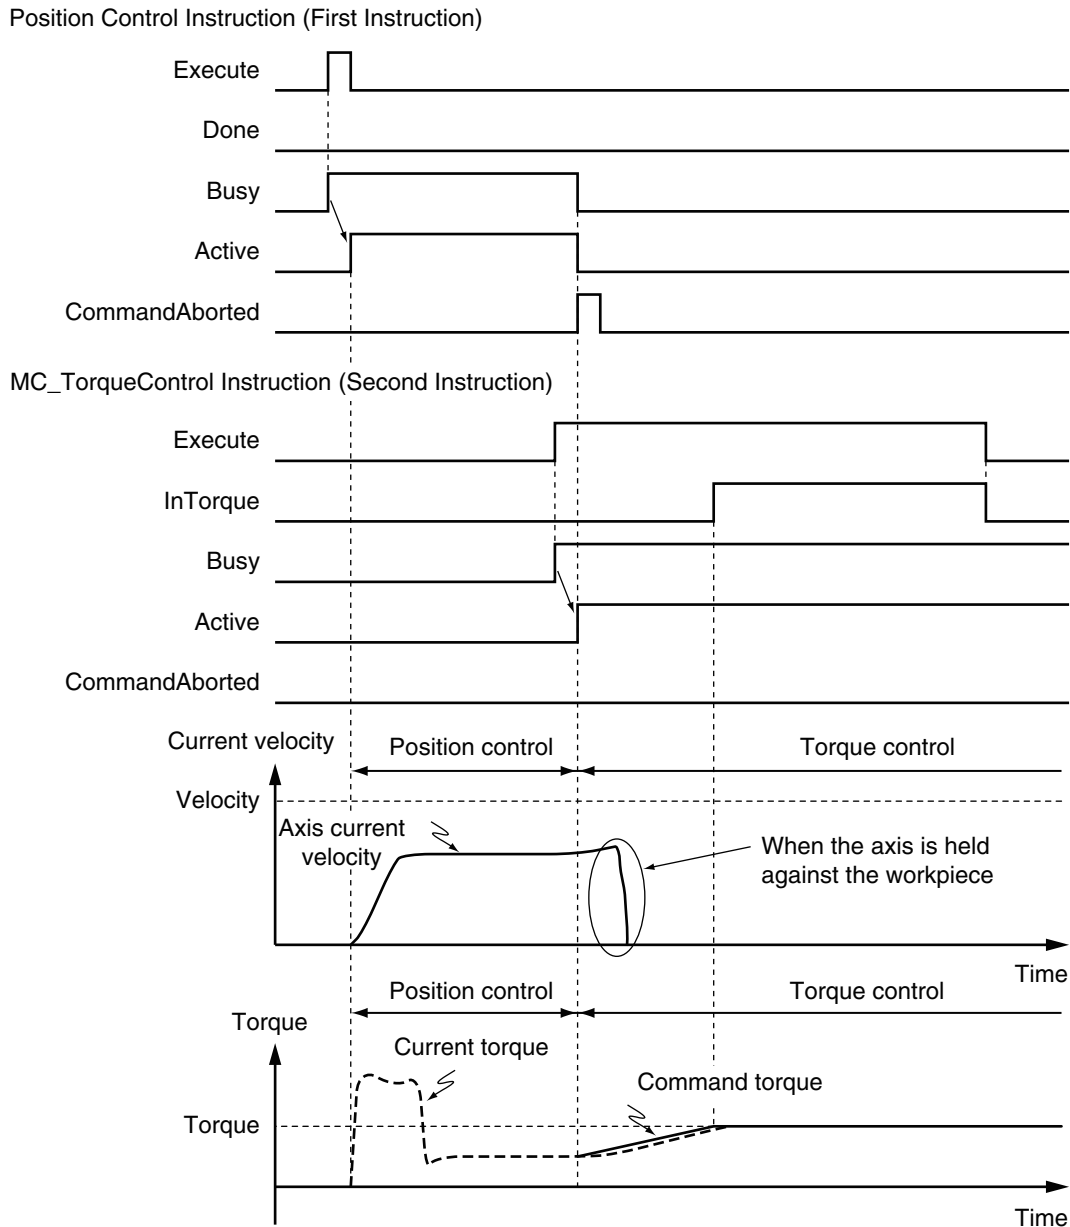 Position Control Instruction (First Instruction)
Execute
Done
Busy
Active
CommandAborted
MC_TorqueControl Instruction (Second Instruction)
Execute
InTorque
Busy
Active
CommandAborted
Current velocity
Position control
Torque control
Velocity
Axis current
velocity
When the axis is held
against the workpiece
Time
Position control
Torque control
Torque
Current torque
Command torque
Torque
Time